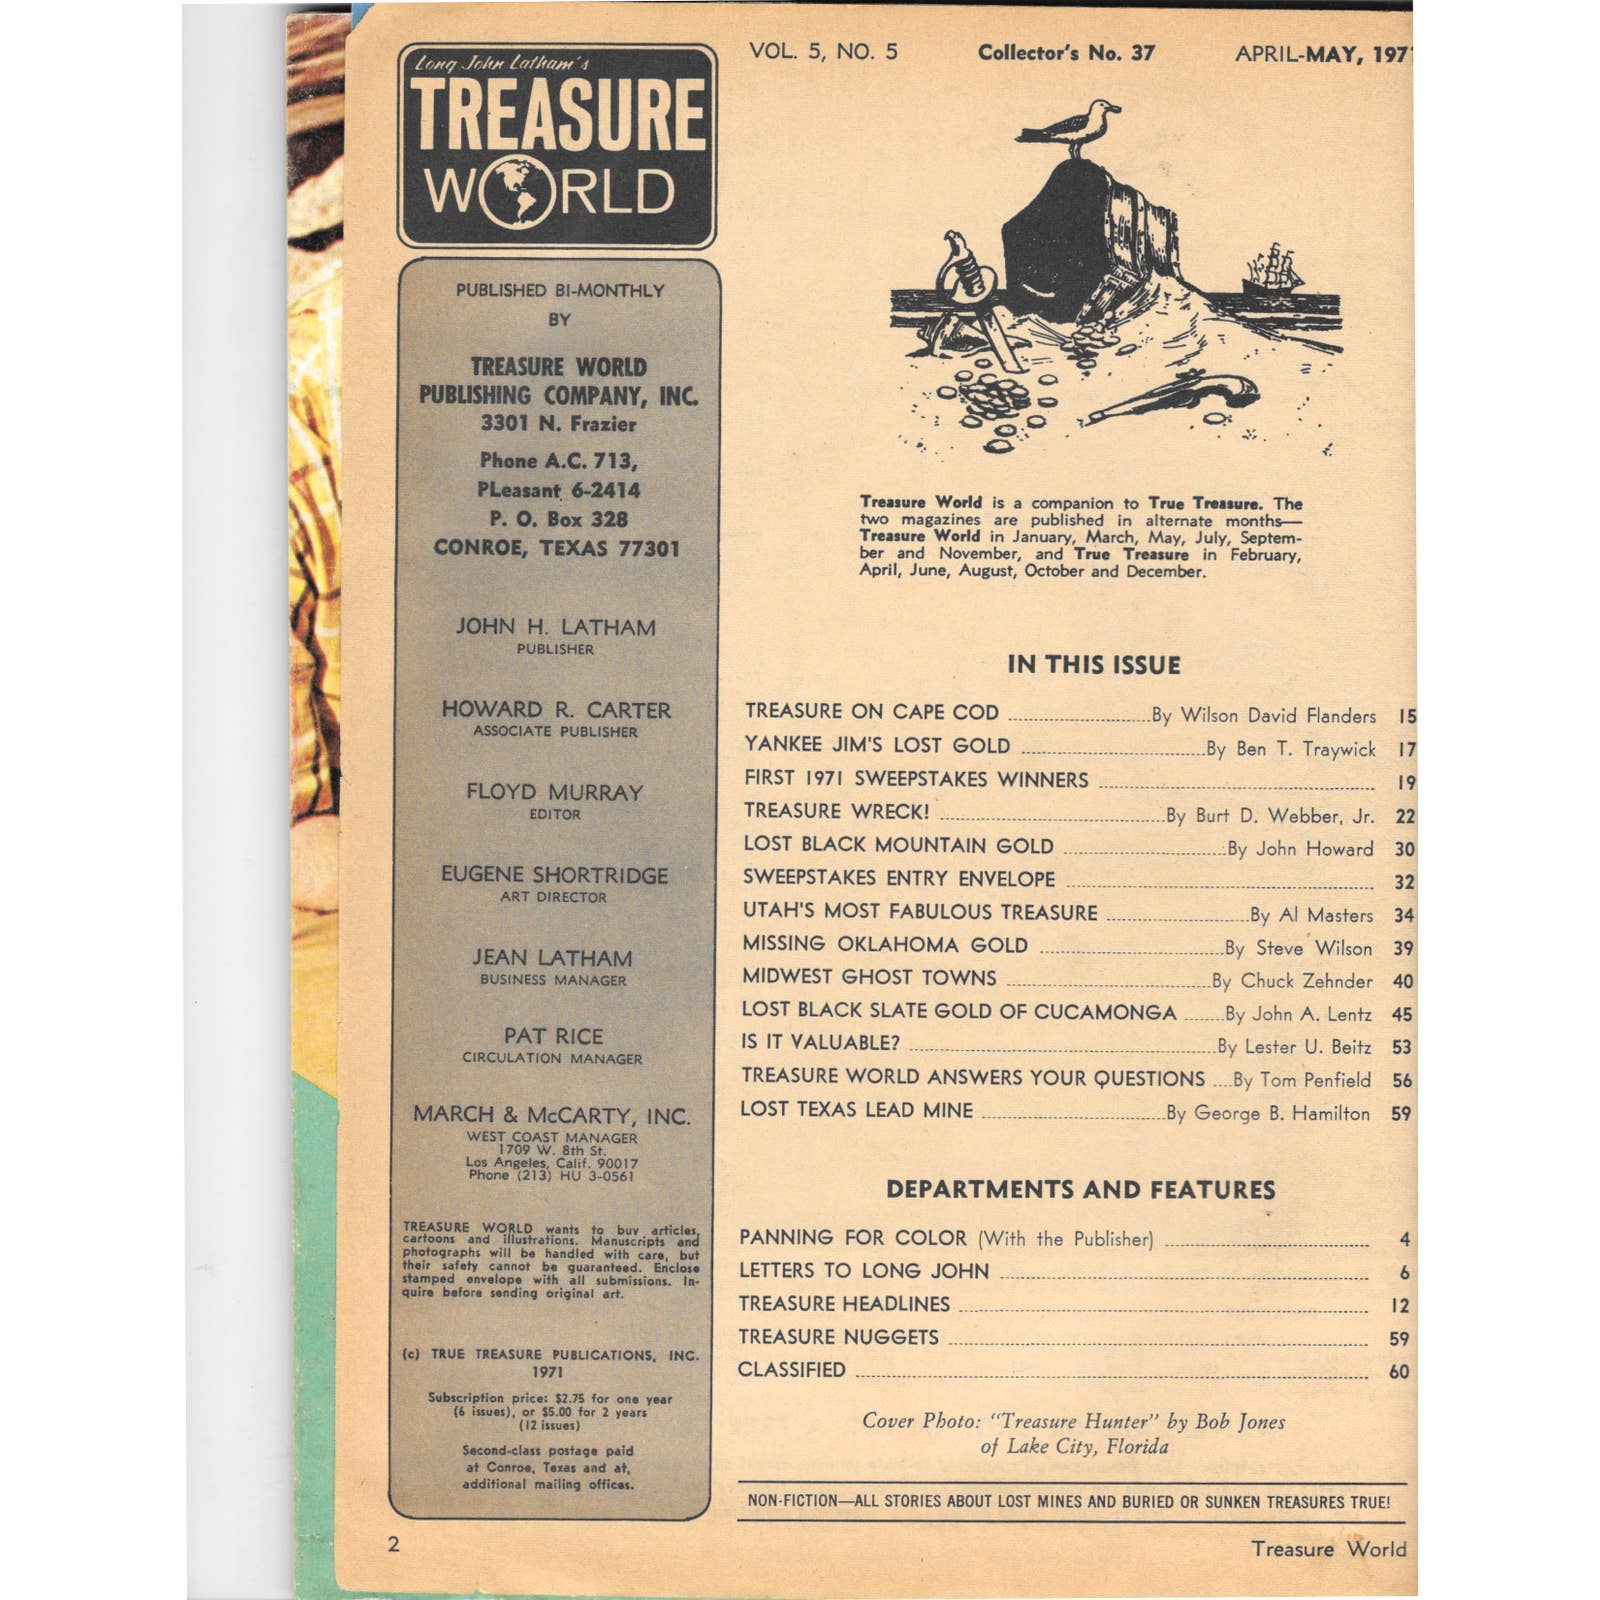 Long John Latham's
TREASURE
WORLD
PUBLISHED BI-MONTHLY
BY
TREASURE WORLD
PUBLISHING COMPANY, INC.
3301 N. Frazier
Phone A.C. 713,
PLeasant 6-2414
P. O. Box 328
CONROE, TEXAS 77301
JOHN H. LATHAM
PUBLISHER
HOWARD R. CARTER
ASSOCIATE PUBLISHER
FLOYD MURRAY
EDITOR
EUGENE SHORTRIDGE
ART DIRECTOR
JEAN LATHAM
BUSINESS MANAGER
PAT RICE
CIRCULATION MANAGER
MARCH & McCARTY, INC.
WEST COAST MANAGER
1709 W. 8th St.
Los Angeles, Calif. 90017
Phone (213) HU 3-0561
TREASURE WORLD wants to buy articles,
cartoons and illustrations. Manuscripts and
photographs will be handled with care, but
their safety cannot be guaranteed. Enclose
stamped envelope with all submissions. In-
quire before sending original art.
(c) TRUE TREASURE PUBLICATIONS, INC.
1971
Subscription price: $2.75 for one year
(6 issues), or $5.00 for 2 years
(12 issues)
Second-class postage paid
at Conroe, Texas and at,
additional mailing offices.
2
VOL. 5, NO. 5 Collector's No. 37 APRIL-MAY, 1971
Treasure World is a companion to True Treasure. The
two magazines are published in alternate months—
Treasure World in January, March, May, July, Septem-
ber and November, and True Treasure in February,
April, June, August, October and December.
IN THIS ISSUE
TREASURE ON CAPE COD ........ By Wilson David Flanders 15
YANKEE JIM'S LOST GOLD ........ By Ben T. Traywick 17
FIRST 1971 SWEEPSTAKES WINNERS ........ 19
TREASURE WRECK! ........ By Burt D. Webber, Jr. 22
LOST BLACK MOUNTAIN GOLD ........ By John Howard 30
SWEEPSTAKES ENTRY ENVELOPE ........ 32
UTAH'S MOST FABULOUS TREASURE ........ By Al Masters 34
MISSING OKLAHOMA GOLD ........ By Steve Wilson 39
MIDWEST GHOST TOWNS ........ By Chuck Zehnder 40
LOST BLACK SLATE GOLD OF CUCAMONGA ........ By John A. Lentz 45
IS IT VALUABLE? ........ By Lester U. Beitz 53
TREASURE WORLD ANSWERS YOUR QUESTIONS .... By Tom Penfield 56
LOST TEXAS LEAD MINE ........ By George B. Hamilton 59
DEPARTMENTS AND FEATURES
PANNING FOR COLOR (With the Publisher) ........ 4
LETTERS TO LONG JOHN ........ 6
TREASURE HEADLINES ........ 12
TREASURE NUGGETS ........ 59
CLASSIFIED ........ 60
Cover Photo: "Treasure Hunter" by Bob Jones
of Lake City, Florida
NON-FICTION—ALL STORIES ABOUT LOST MINES AND BURIED OR SUNKEN TREASURES TRUE!
Treasure World